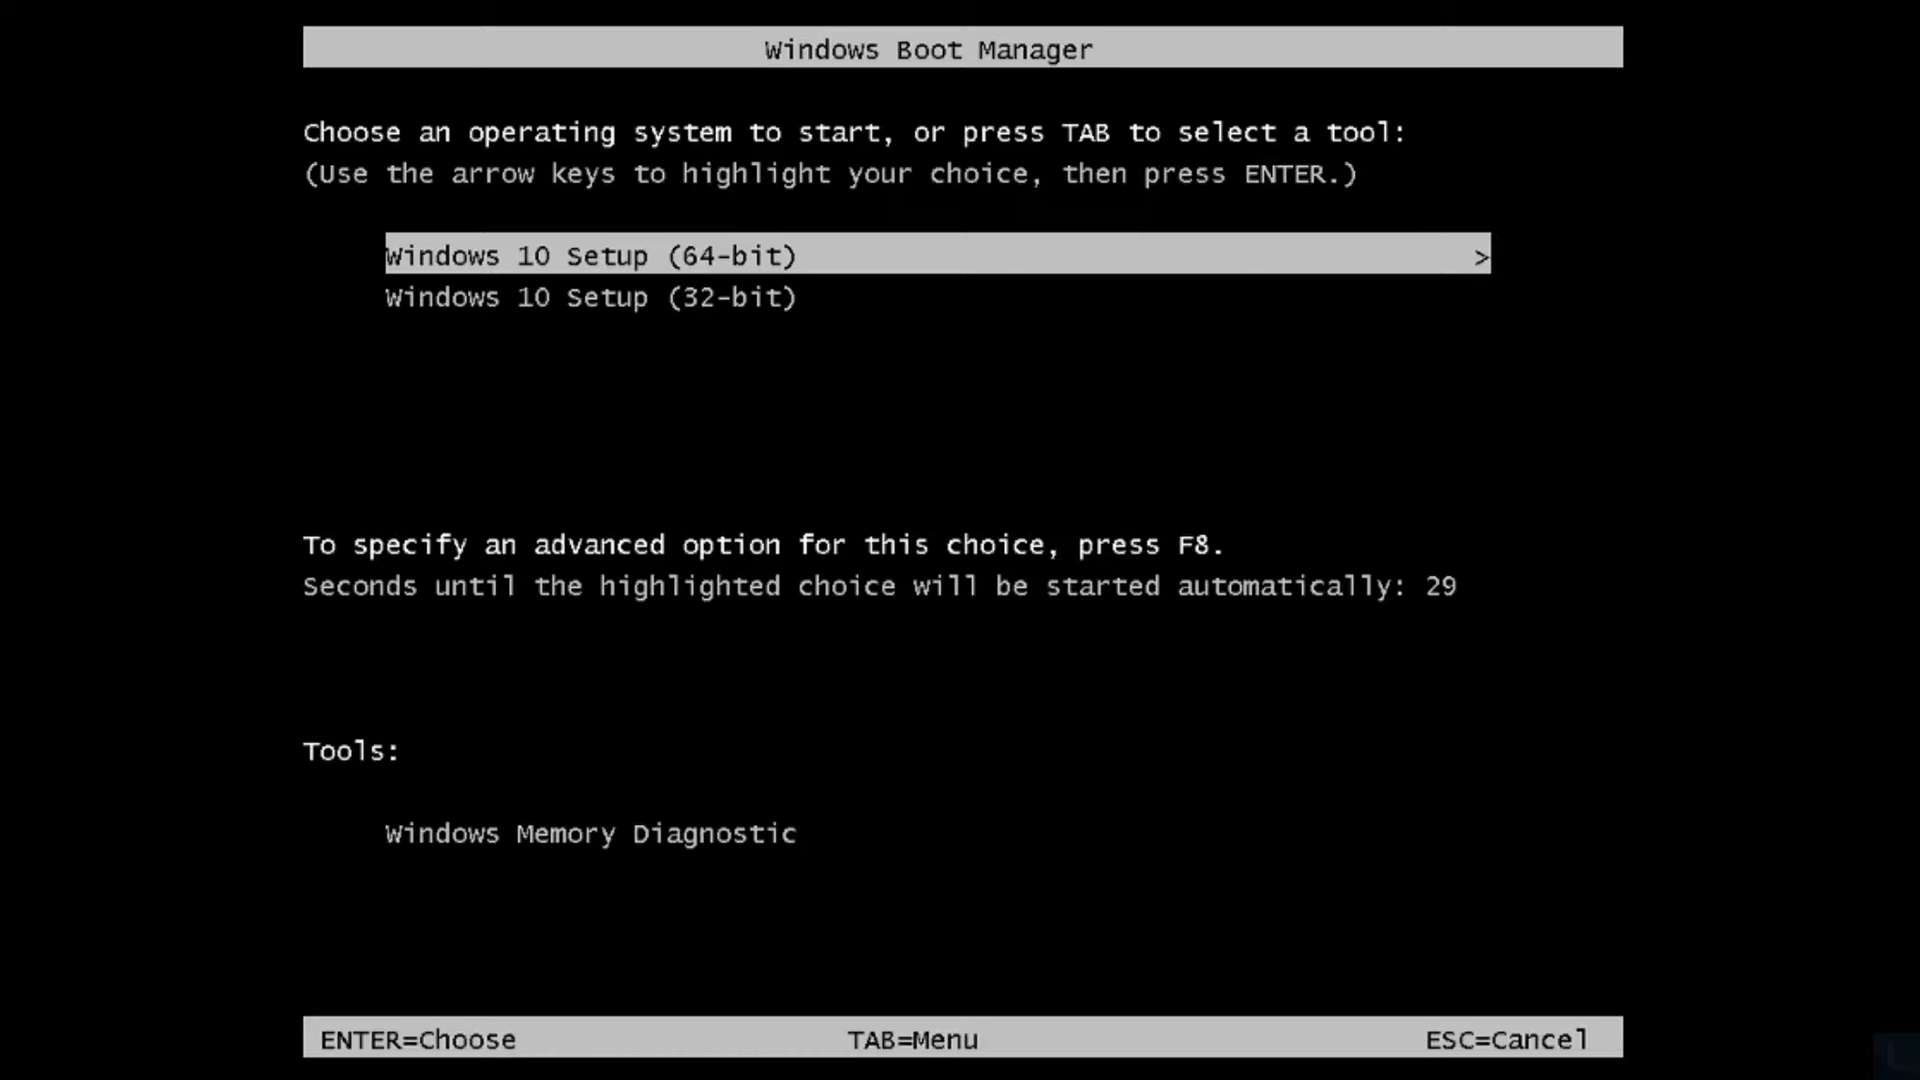 Windows Boot Manager
Choose an operating system to start, or press TAB to select a tool:
(Use the arrow keys to highlight your choice, then press ENTER.)
Windows 10 Setup (64-bit) >
Windows 10 Setup (32-bit)
To specify an advanced option for this choice, press F8.
Seconds until the highlighted choice will be started automatically: 29
Tools:
Windows Memory Diagnostic
ENTER=Choose TAB=Menu ESC=Cancel